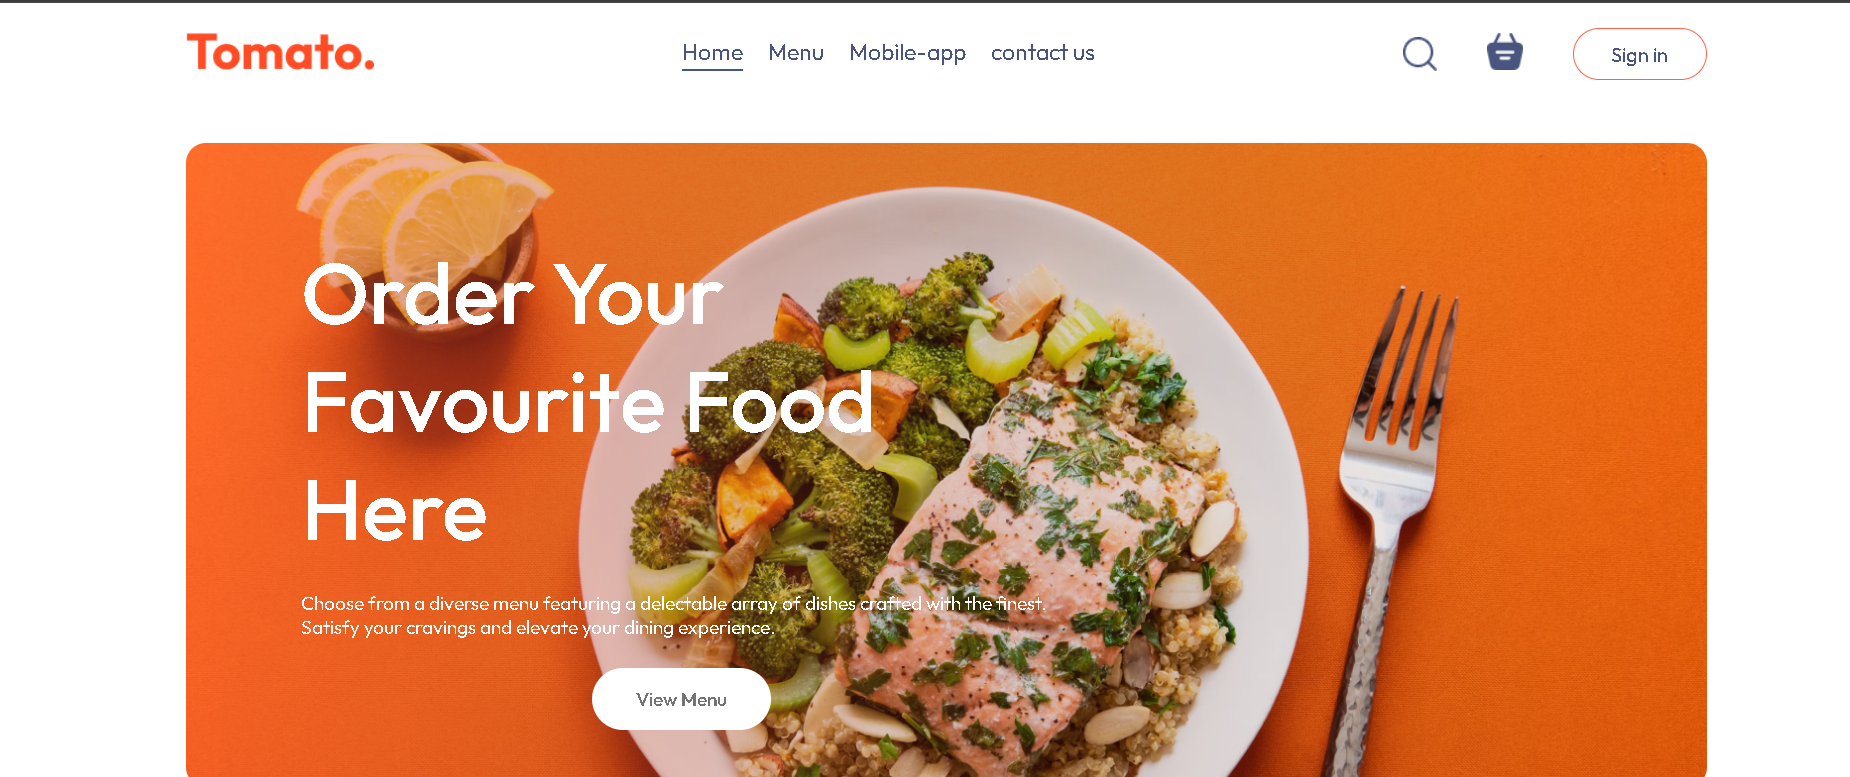 Tomato.
Home Menu Mobile-app contact us
Sign in
Order Your
Favourite Food
Here
Choose from a diverse menu featuring a delectable array of dishes crafted with the finest.
Satisfy your cravings and elevate your dining experience.
View Menu